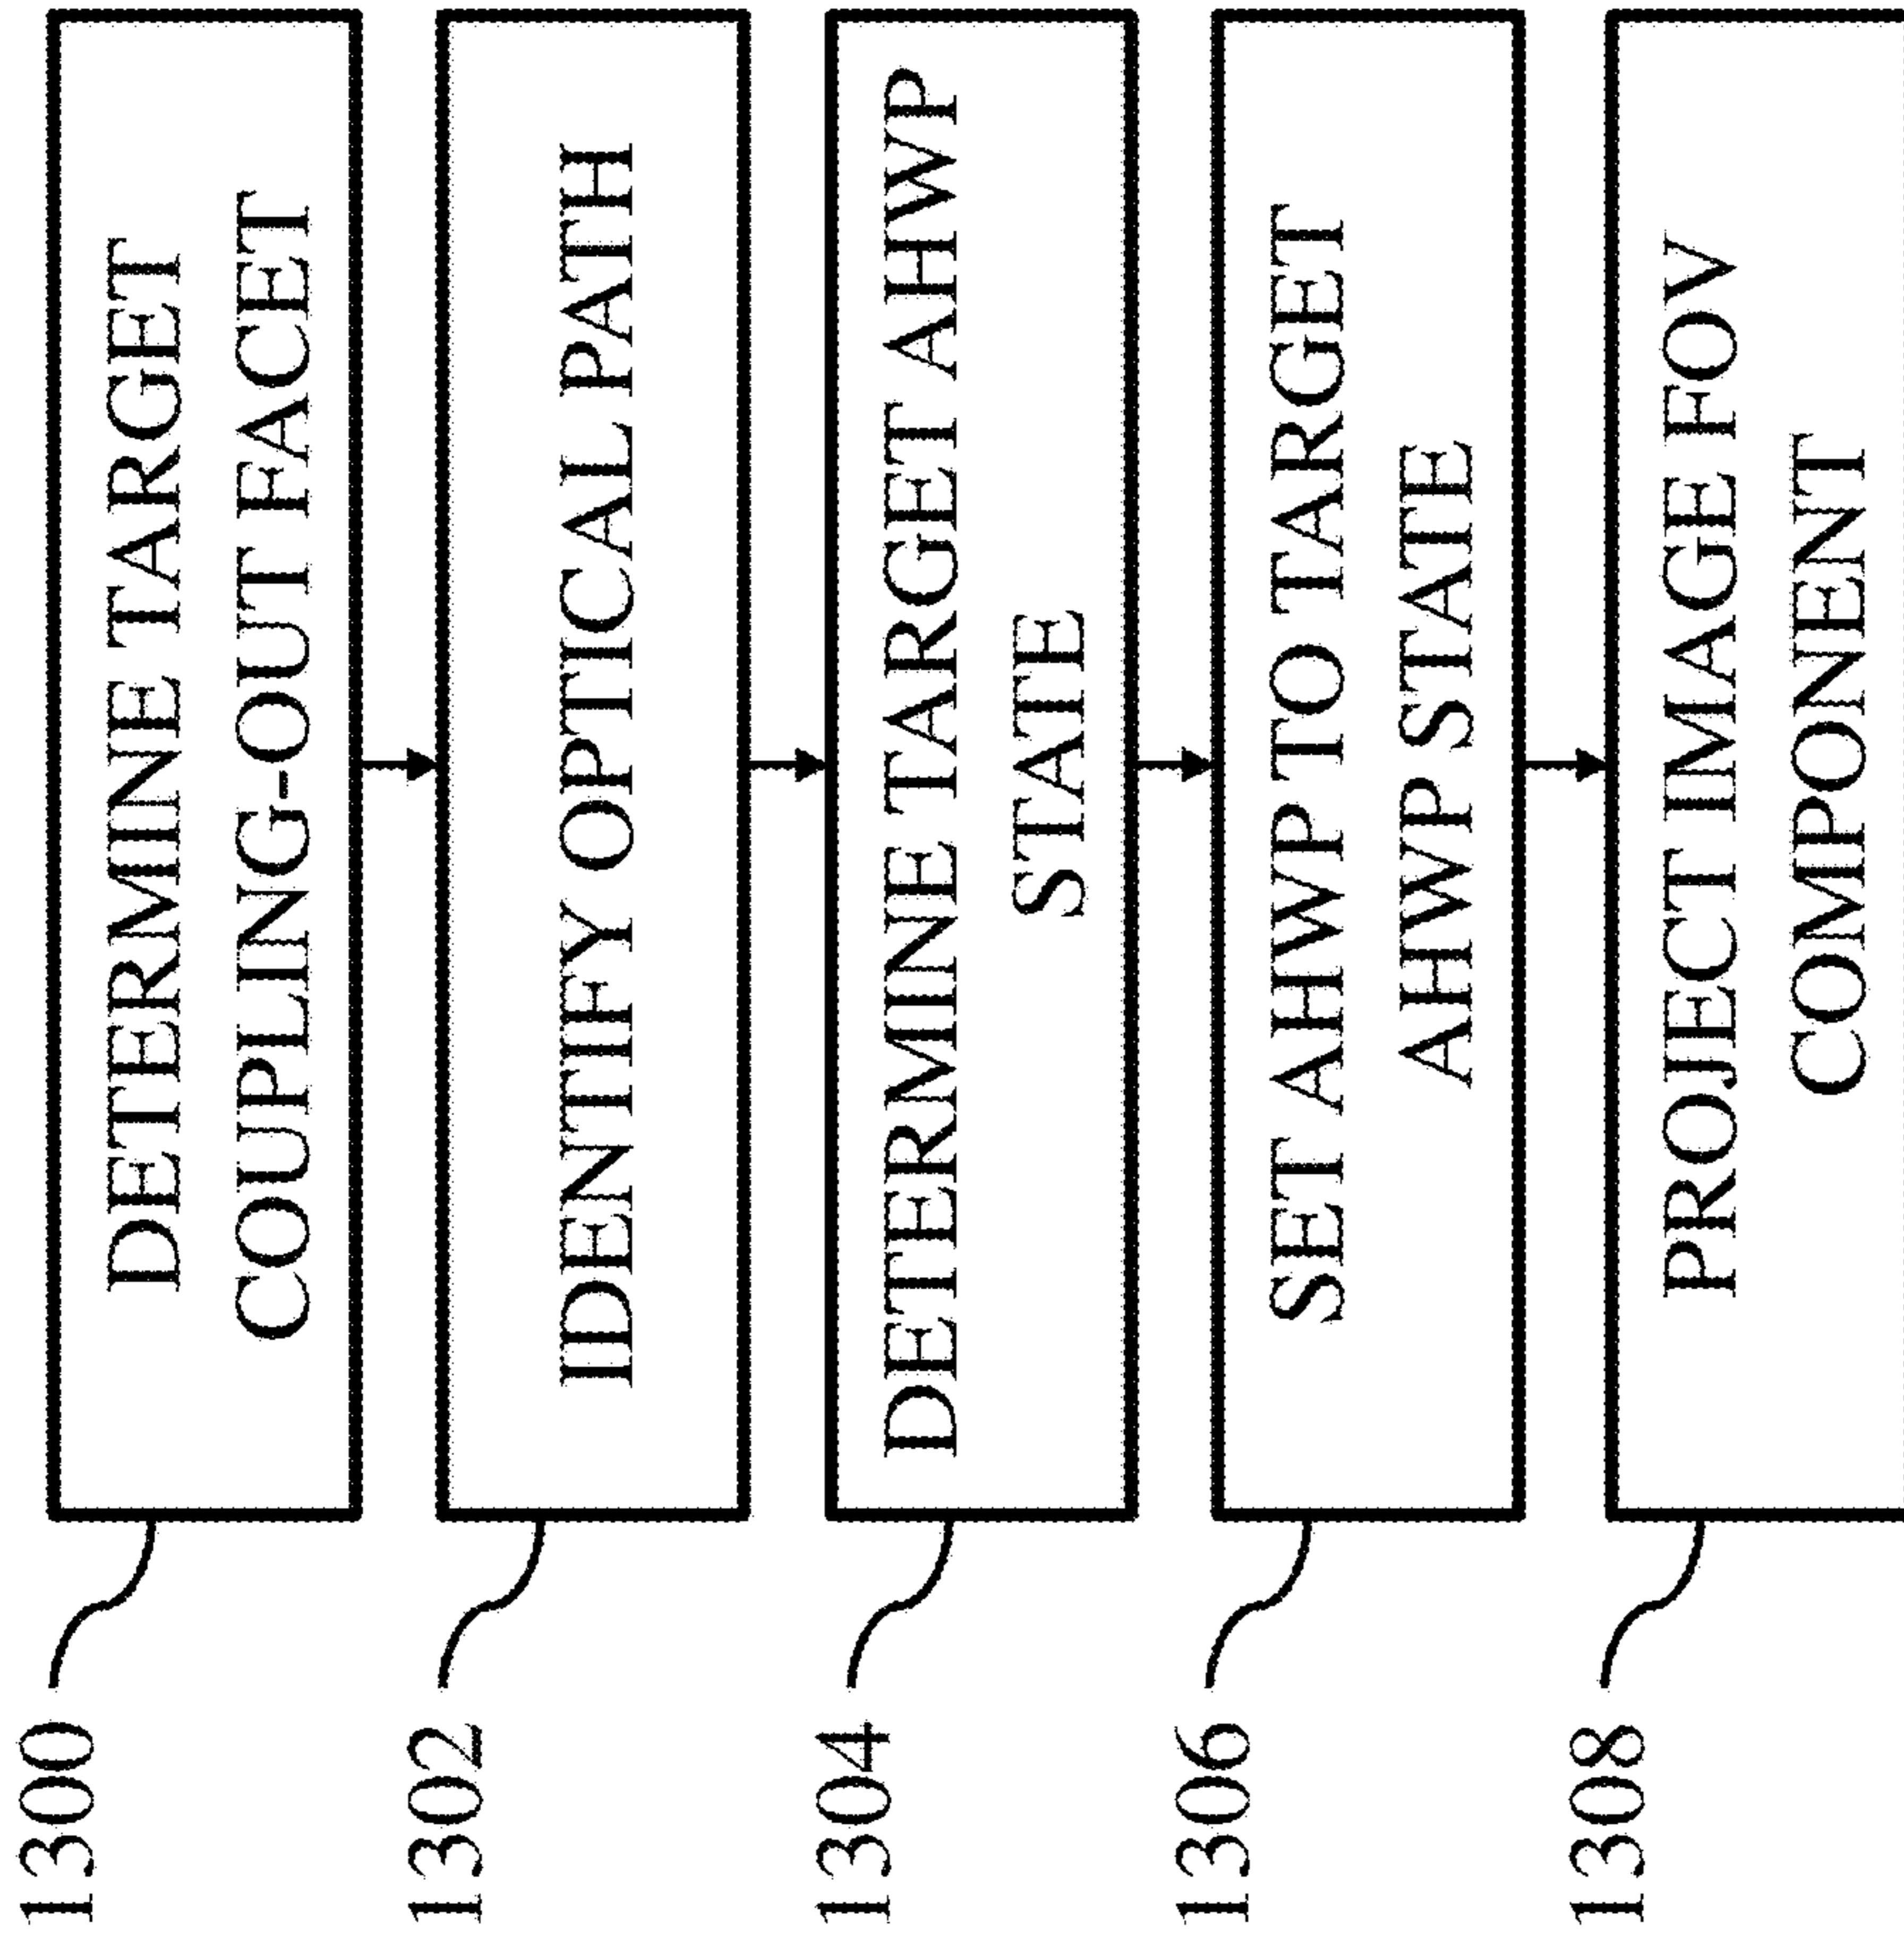 1300
DETERMINE TARGET
COUPLING-OUT FACET
1302
IDENTIFY OPTICAL PATH
1304
DETERMINE TARGET AHWP
STATE
1306
SET AHWP TO TARGET
AHWP STATE
1308
PROJECT IMAGE FOV
COMPONENT